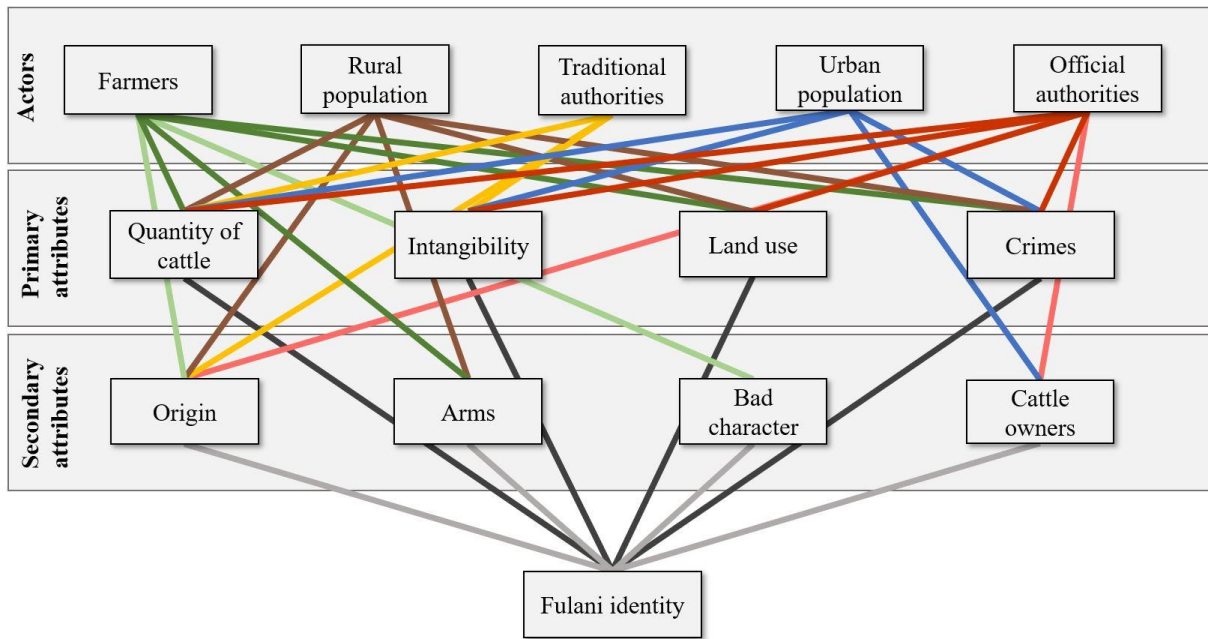 Actors
Farmers
Rural
population
Traditional
authorities
Urban
population
Official
authorities
Primary
attributes
Quantity of
cattle
Intangibility
Land use
Crimes
Secondary
attributes
Origin
Arms
Bad
character
Cattle
owners
Fulani identity